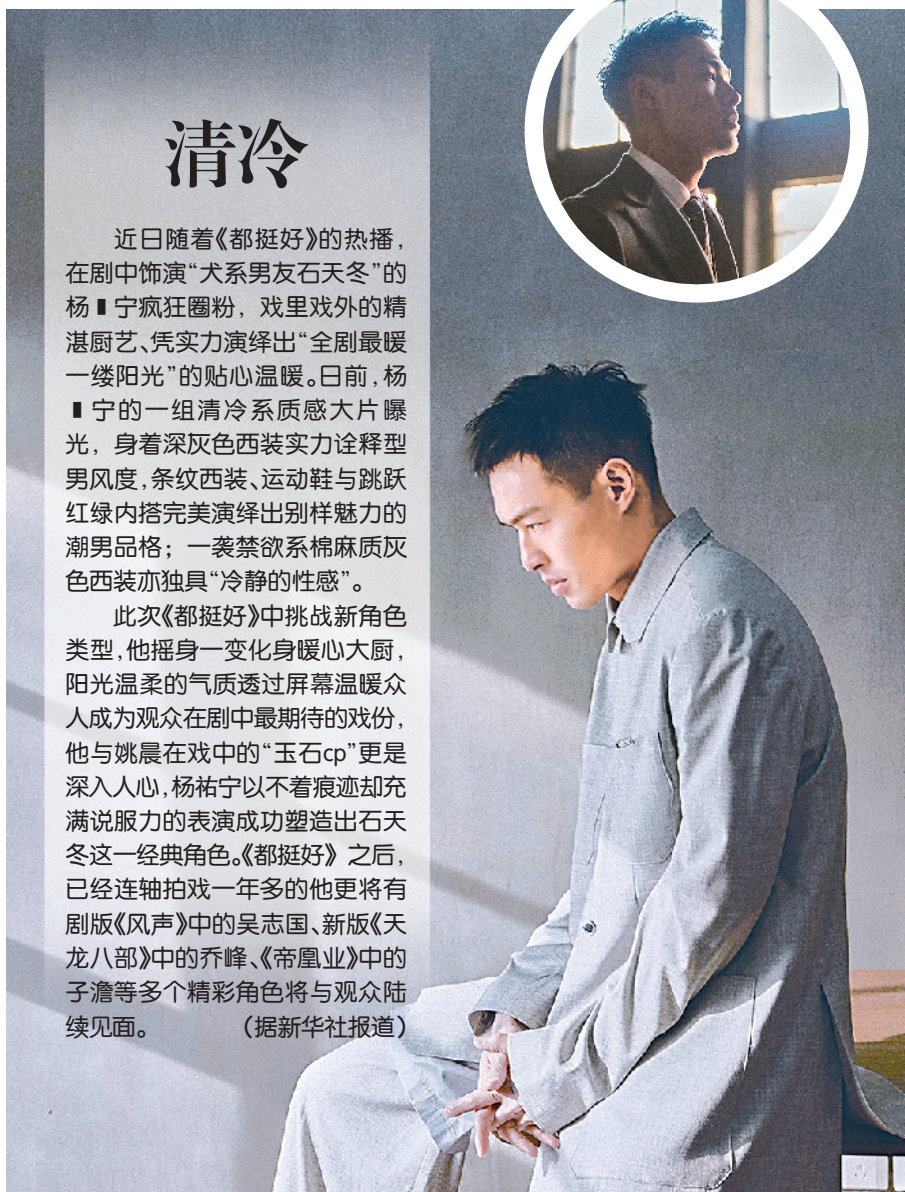 清冷
近日随着《都挺好》的热播，
在剧中饰演“犬系男友石天冬”的
杨▮宁疯狂圈粉，戏里戏外的精
湛厨艺、凭实力演绎出“全剧最暖
一缕阳光”的贴心温暖。日前，杨
▮宁的一组清冷系质感大片曝
光，身着深灰色西装实力诠释型
男风度，条纹西装、运动鞋与跳跃
红绿内搭完美演绎出别样魅力的
潮男品格；一袭禁欲系棉麻质灰
色西装亦独具“冷静的性感”。
此次《都挺好》中挑战新角色
类型，他摇身一变化身暖心大厨，
阳光温柔的气质透过屏幕温暖众
人成为观众在剧中最期待的戏份，
他与姚晨在戏中的“玉石cp”更是
深入人心，杨祐宁以不着痕迹却充
满说服力的表演成功塑造出石天
冬这一经典角色。《都挺好》之后，
已经连轴拍戏一年多的他更将有
剧版《风声》中的吴志国、新版《天
龙八部》中的乔峰、《帝凰业》中的
子澹等多个精彩角色将与观众陆
续见面。 （据新华社报道）